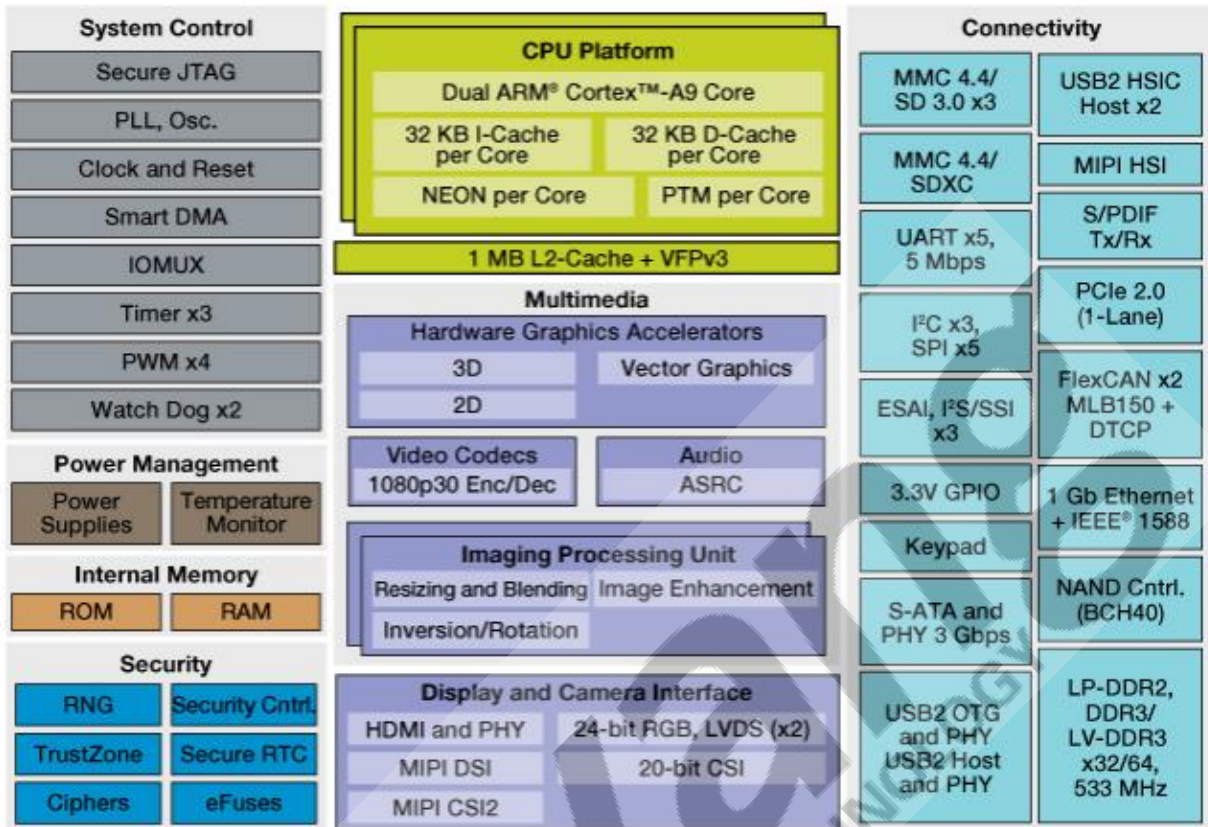 System Control
Secure JTAG
PLL, Osc.
Clock and Reset
Smart DMA
IOMUX
Timer x3
PWM x4
Watch Dog x2
Power Management
Power
Supplies
Temperature
Monitor
Internal Memory
ROM
RAM
Security
RNG
Security Cntrl.
TrustZone
Secure RTC
Ciphers
eFuses
CPU Platform
Dual ARM® Cortex™-A9 Core
32 KB I-Cache
per Core
32 KB D-Cache
per Core
NEON per Core
PTM per Core
1 MB L2-Cache + VFPv3
Multimedia
Hardware Graphics Accelerators
3D
Vector Graphics
2D
Video Codecs
1080p30 Enc/Dec
Audio
ASRC
Imaging Processing Unit
Resizing and Blending
Image Enhancement
Inversion/Rotation
Display and Camera Interface
HDMI and PHY
24-bit RGB, LVDS (x2)
MIPI DSI
20-bit CSI
MIPI CSI2
Connectivity
MMC 4.4/
SD 3.0 x3
MMC 4.4/
SDXC
UART x5,
5 Mbps
I²C x3,
SPI x5
ESAI, I²S/SSI
x3
3.3V GPIO
Keypad
S-ATA and
PHY 3 Gbps
USB2 OTG
and PHY
USB2 Host
and PHY
USB2 HSIC
Host x2
MIPI HSI
S/PDIF
Tx/Rx
PCIe 2.0
(1-Lane)
FlexCAN x2
MLB150 +
DTCP
1 Gb Ethernet
+ IEEE® 1588
NAND Cntrl.
(BCH40)
LP-DDR2,
DDR3/
LV-DDR3
x32/64,
533 MHz